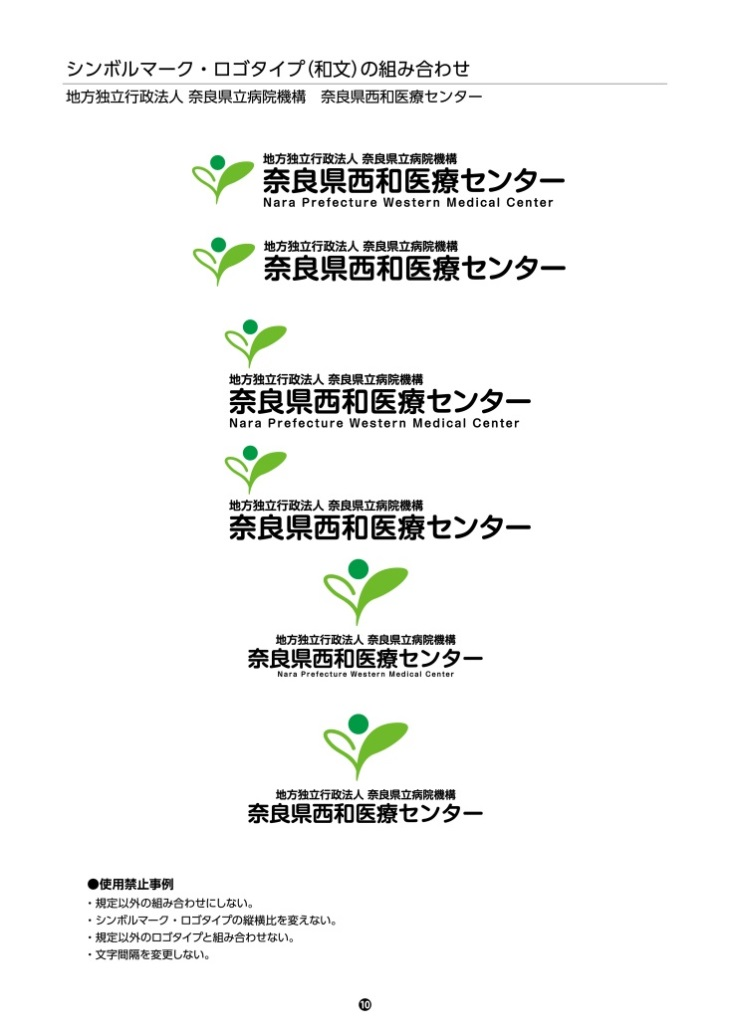 シンボルマーク・ロゴタイプ(和文)の組み合わせ
地方独立行政法人 奈良県立病院機構　奈良県西和医療センター
地方独立行政法人 奈良県立病院機構
奈良県西和医療センター
Nara Prefecture Western Medical Center
地方独立行政法人 奈良県立病院機構
奈良県西和医療センター
地方独立行政法人 奈良県立病院機構
奈良県西和医療センター
Nara Prefecture Western Medical Center
地方独立行政法人 奈良県立病院機構
奈良県西和医療センター
地方独立行政法人 奈良県立病院機構
奈良県西和医療センター
Nara Prefecture Western Medical Center
地方独立行政法人 奈良県立病院機構
奈良県西和医療センター
●使用禁止事例
・規定以外の組み合わせにしない。
・シンボルマーク・ロゴタイプの縦横比を変えない。
・規定以外のロゴタイプと組み合わせない。
・文字間隔を変更しない。
10